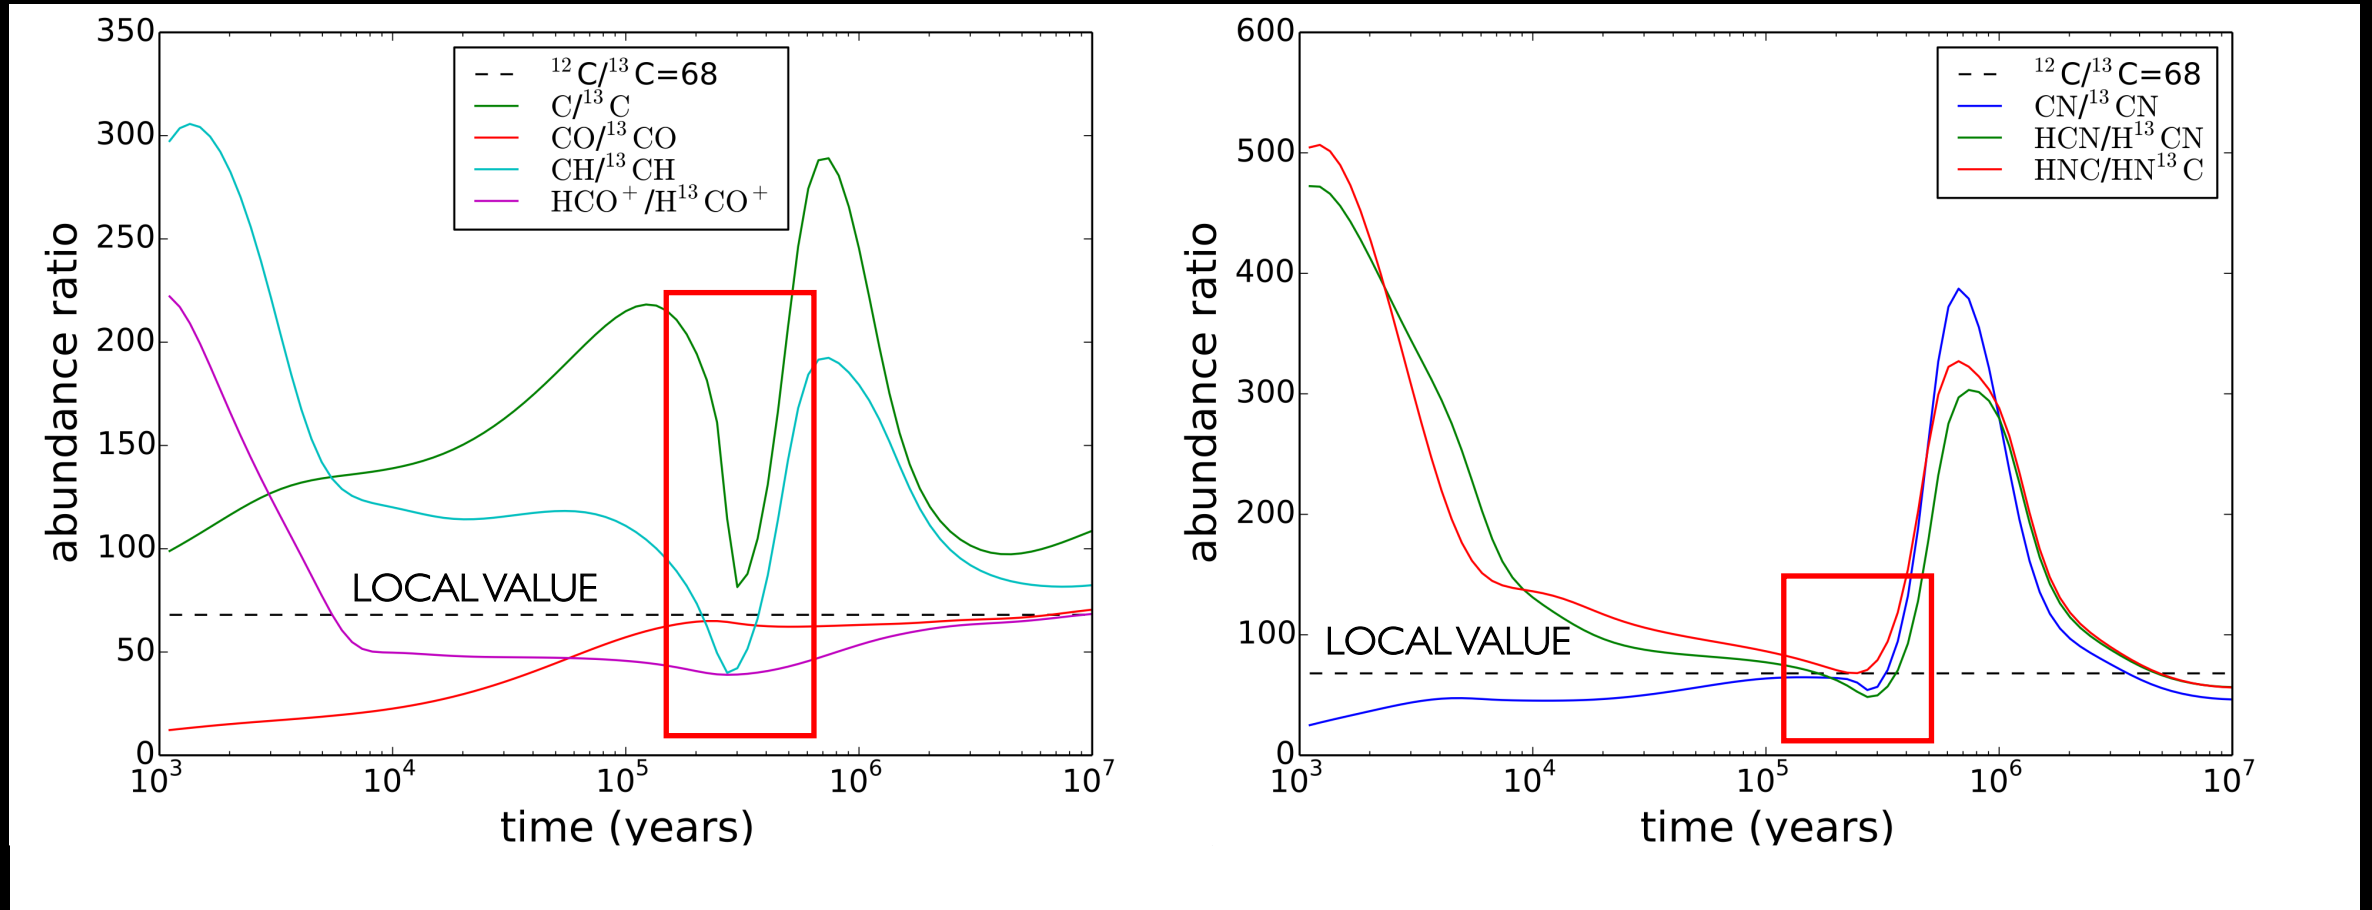 350
300
250
200
150
100
50
0
abundance ratio
¹²C/¹³C=68
C/¹³C
CO/¹³CO
CH/¹³CH
HCO⁺/H¹³CO⁺
LOCAL VALUE
10³ 10⁴ 10⁵ 10⁶ 10⁷
time (years)
600
500
400
300
200
100
0
abundance ratio
¹²C/¹³C=68
CN/¹³CN
HCN/H¹³CN
HNC/HN¹³C
LOCAL VALUE
10³ 10⁴ 10⁵ 10⁶ 10⁷
time (years)